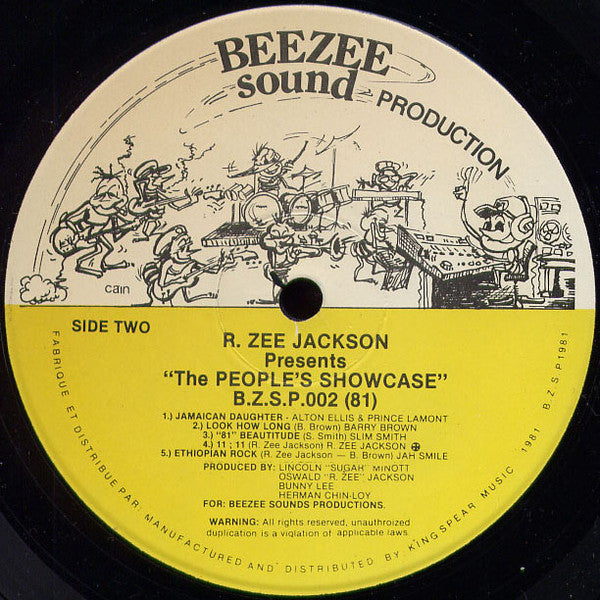 BEEZEE
sound
PRODUCTION
cain
SIDE TWO
R. ZEE JACKSON
Presents
"The PEOPLE'S SHOWCASE"
B.Z.S.P.002 (81)
1.) JAMAICAN DAUGHTER - ALTON ELLIS & PRINCE LAMONT
2.) LOOK HOW LONG (B. Brown) BARRY BROWN
3.) "81" BEAUTITUDE (S. Smith) SLIM SMITH
4.) 11 ; 11 (R. Zee Jackson) R. ZEE JACKSON
5.) ETHIOPIAN ROCK (R. Zee Jackson — B. Brown) JAH SMILE
PRODUCED BY: LINCOLN "SUGAH" MINOTT
OSWALD "R. ZEE" JACKSON
BUNNY LEE
HERMAN CHIN-LOY
FOR: BEEZEE SOUNDS PRODUCTIONS.
WARNING: All rights reserved, unauthroized
duplication is a violation of applicable laws.
FABRIQUE ET DISTRIBUE PAR. MANUFACTURED AND DISTRIBUTED BY: KING SPEAR MUSIC 1981 B.Z.S.P 1981